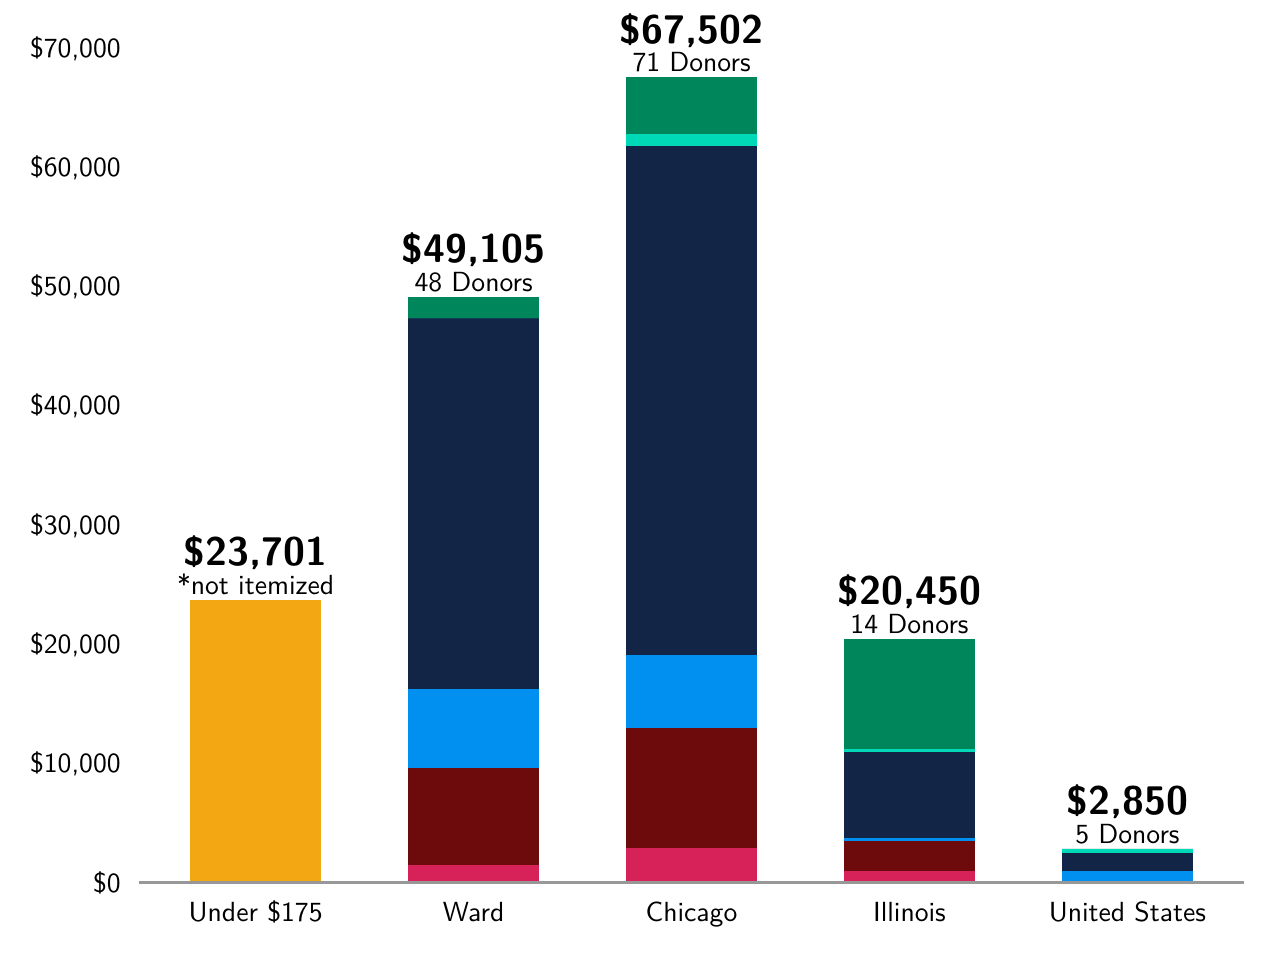 $70,000
$60,000
$50,000
$40,000
$30,000
$20,000
$10,000
$0
$23,701
*not itemized
$49,105
48 Donors
$67,502
71 Donors
$20,450
14 Donors
$2,850
5 Donors
Under $175
Ward
Chicago
Illinois
United States